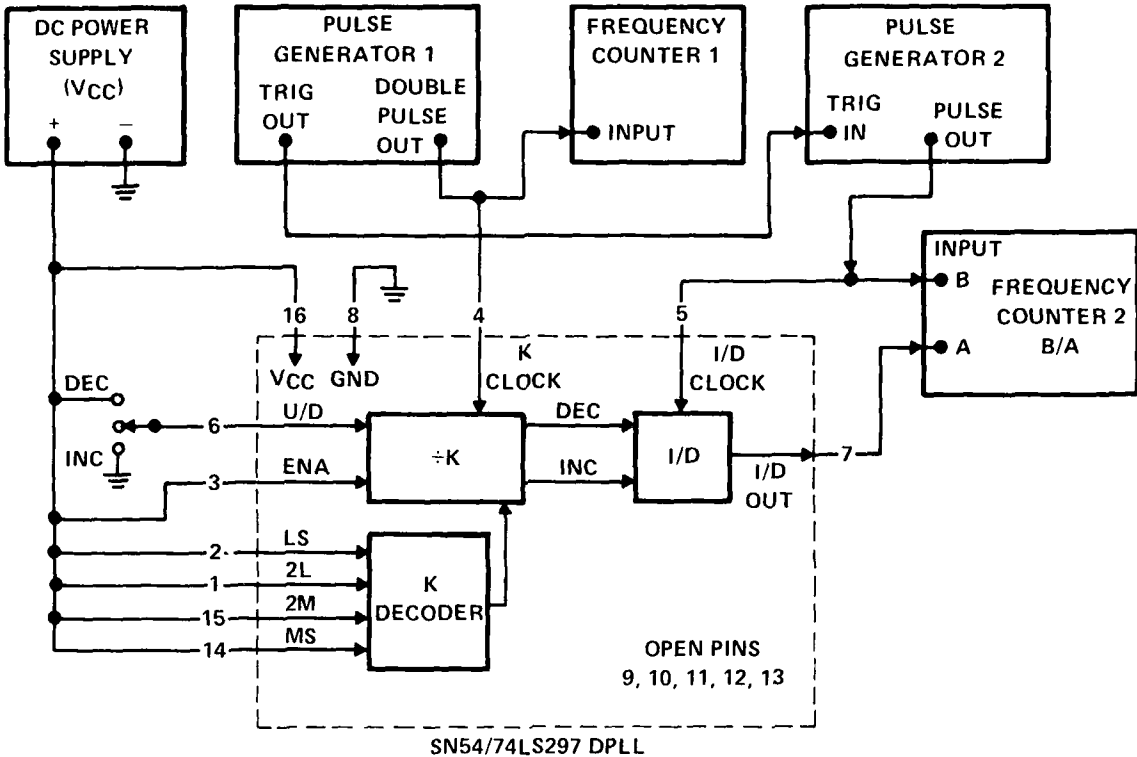 DC POWER
SUPPLY
(VCC)
+
−
PULSE
GENERATOR 1
TRIG
OUT
DOUBLE
PULSE
OUT
FREQUENCY
COUNTER 1
INPUT
PULSE
GENERATOR 2
TRIG
IN
PULSE
OUT
INPUT
B
A
FREQUENCY
COUNTER 2
B/A
16
8
4
5
VCC
GND
K
CLOCK
I/D
CLOCK
DEC
INC
6
U/D
3
ENA
÷K
DEC
INC
I/D
I/D
OUT
7
2
LS
1
2L
15
2M
14
MS
K
DECODER
OPEN PINS
9, 10, 11, 12, 13
SN54/74LS297 DPLL